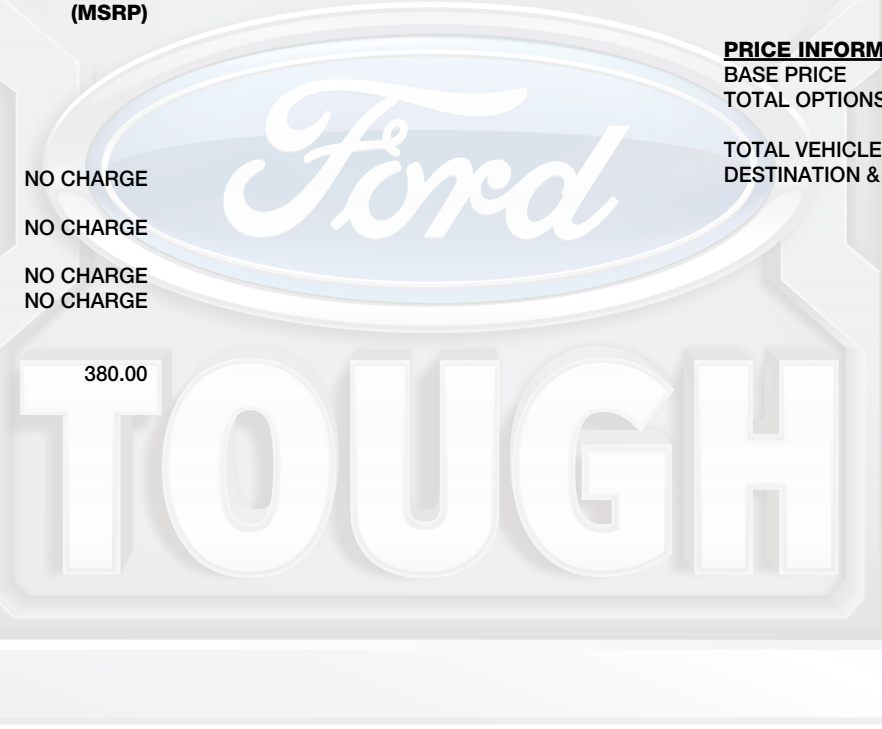 (MSRP)
NO CHARGE
NO CHARGE
NO CHARGE
NO CHARGE
380.00
PRICE INFORM
BASE PRICE
TOTAL OPTIONS
TOTAL VEHICLE
DESTINATION &
Ford
TOUGH